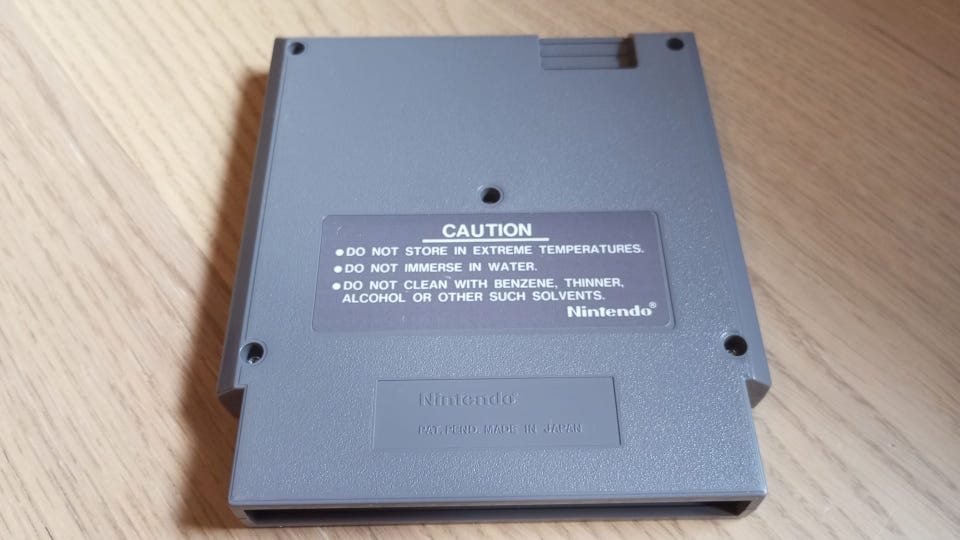 CAUTION
●DO NOT STORE IN EXTREME TEMPERATURES.
●DO NOT IMMERSE IN WATER.
●DO NOT CLEAN WITH BENZENE, THINNER,
ALCOHOL OR OTHER SUCH SOLVENTS.
Nintendo®
Nintendo®
PAT. PEND. MADE IN JAPAN